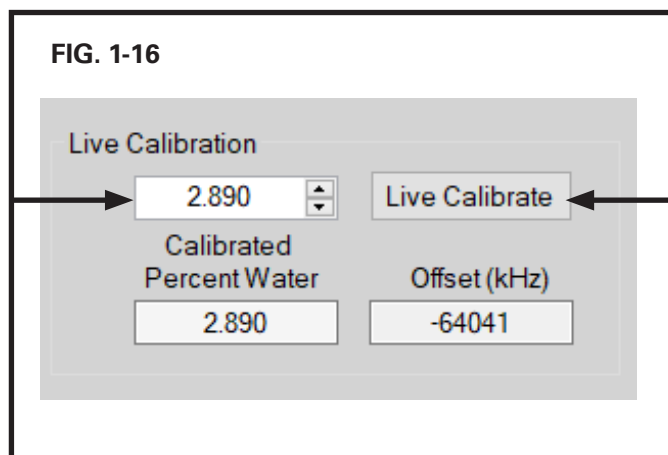 FIG. 1-16
Live Calibration
2.890 Live Calibrate
Calibrated
Percent Water Offset (kHz)
2.890 -64041